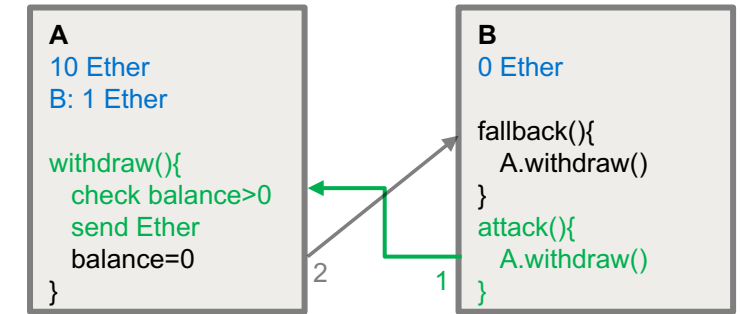 A
10 Ether
B: 1 Ether
withdraw(){
check balance>0
send Ether
balance=0
}
2
1
B
0 Ether
fallback(){
A.withdraw()
}
attack(){
A.withdraw()
}